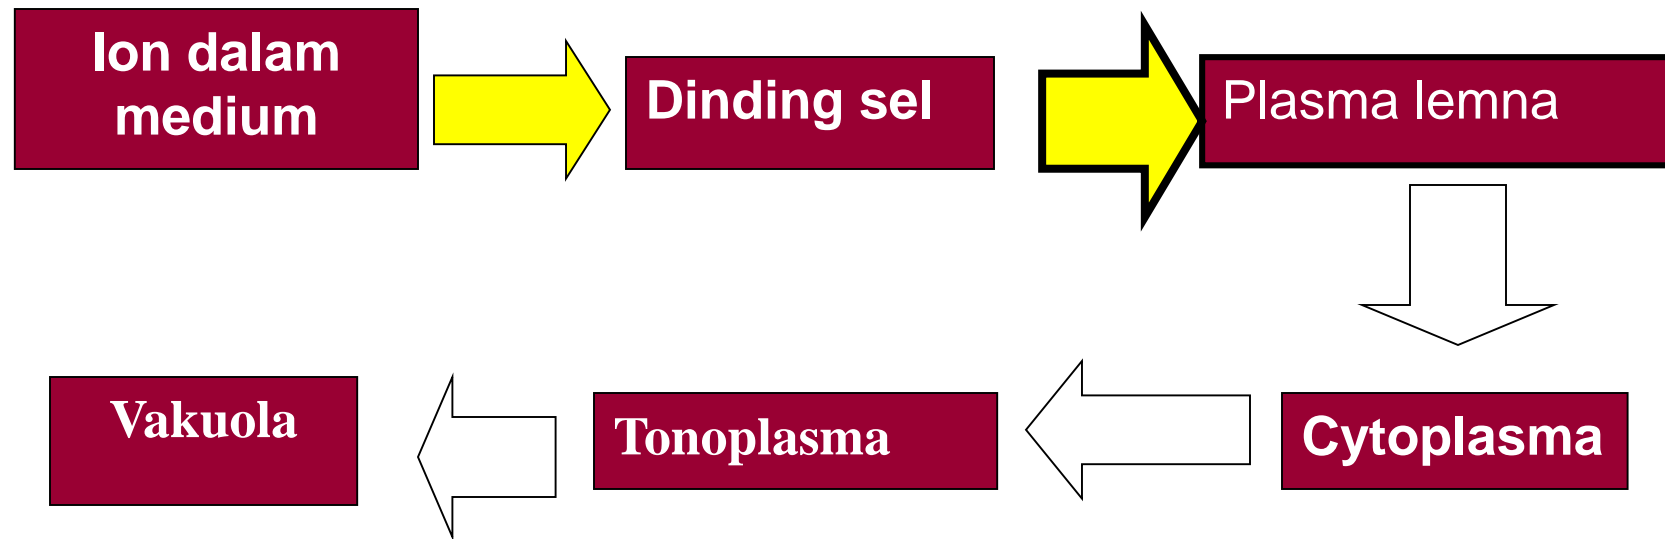 Ion dalam
medium
Dinding sel
Plasma lemna
Cytoplasma
Tonoplasma
Vakuola